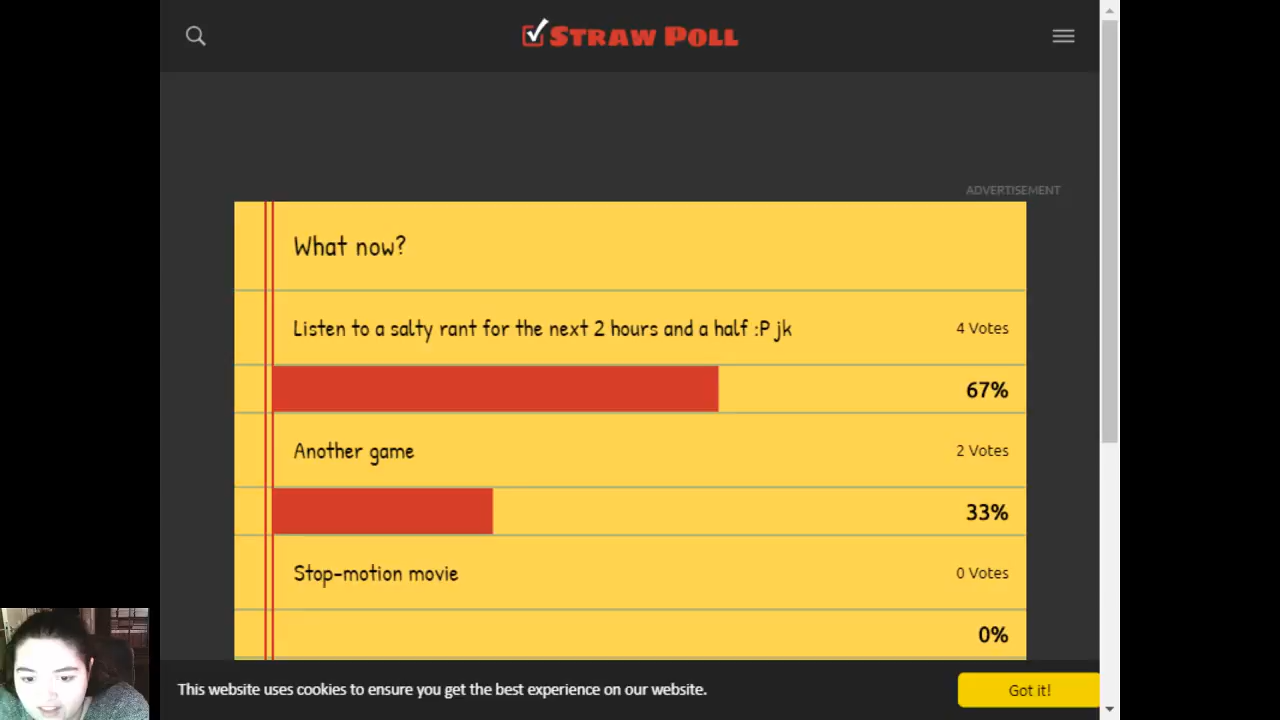 STRAW POLL
ADVERTISEMENT
What now?
Listen to a salty rant for the next 2 hours and a half :P jk
4 Votes
67%
Another game
2 Votes
33%
Stop-motion movie
0 Votes
0%
This website uses cookies to ensure you get the best experience on our website.
Got it!